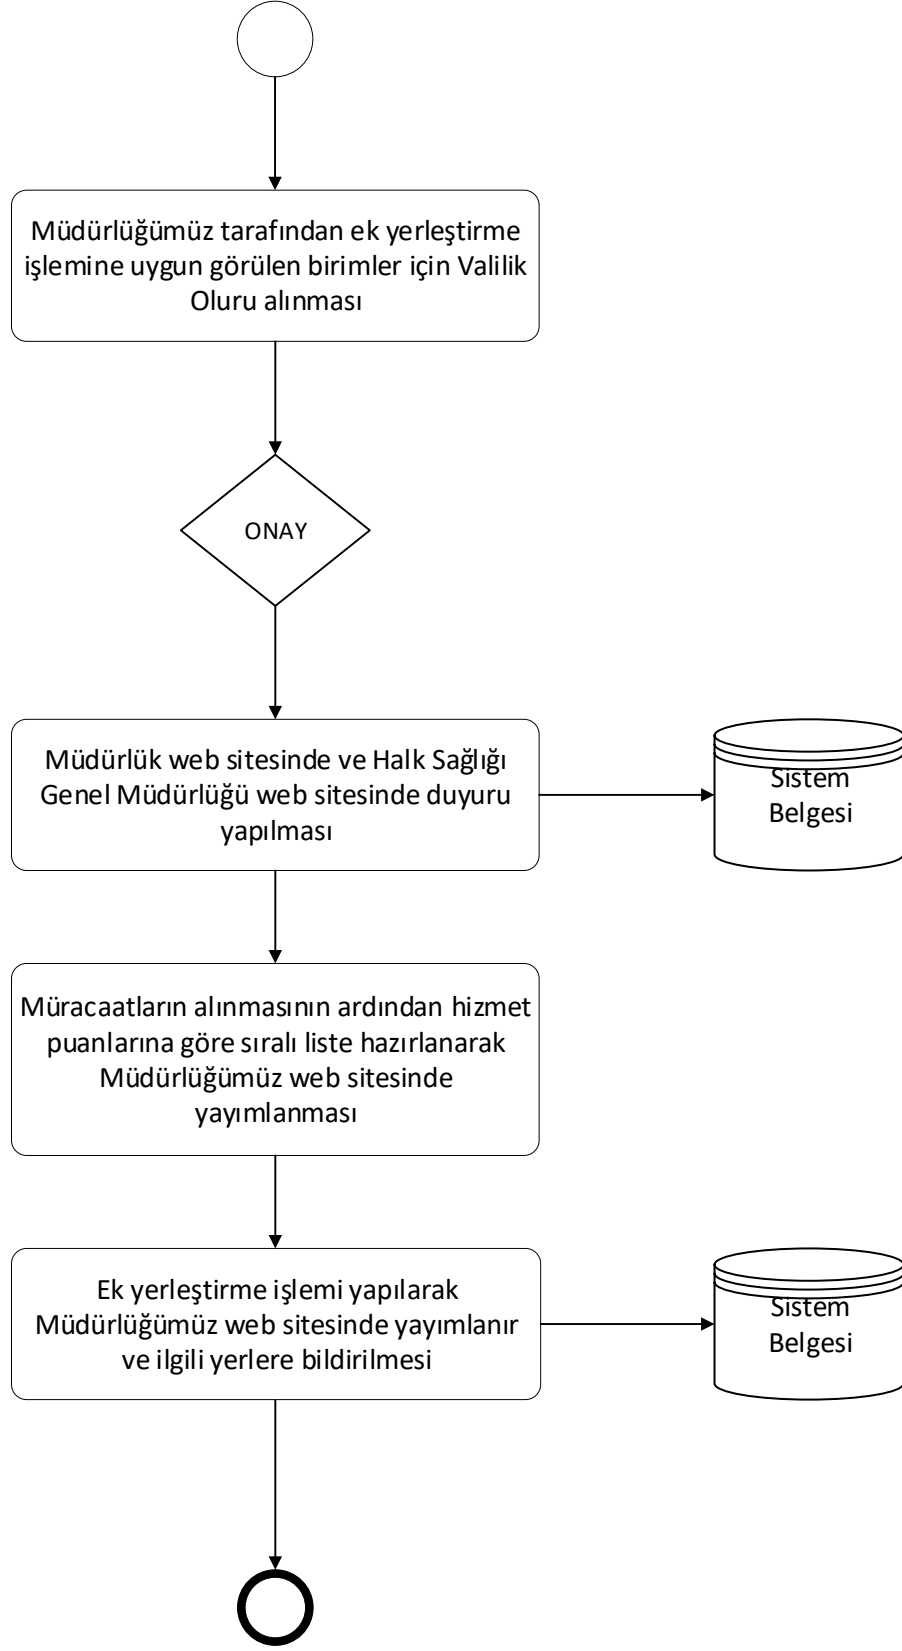 Müdürlüğümüz tarafından ek yerleştirme
işlemine uygun görülen birimler için Valilik
Oluru alınması
ONAY
Müdürlük web sitesinde ve Halk Sağlığı
Genel Müdürlüğü web sitesinde duyuru
yapılması
Sistem
Belgesi
Müracaatların alınmasının ardından hizmet
puanlarına göre sıralı liste hazırlanarak
Müdürlüğümüz web sitesinde
yayımlanması
Ek yerleştirme işlemi yapılarak
Müdürlüğümüz web sitesinde yayımlanır
ve ilgili yerlere bildirilmesi
Sistem
Belgesi